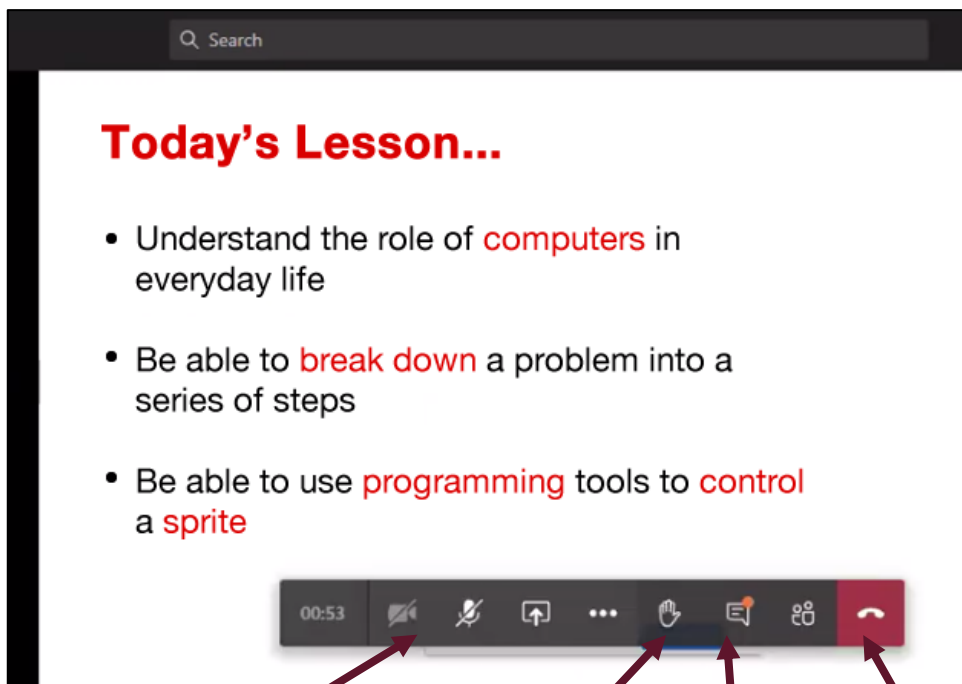 Search
Today’s Lesson...
• Understand the role of computers in
everyday life
• Be able to break down a problem into a
series of steps
• Be able to use programming tools to control
a sprite
00:53